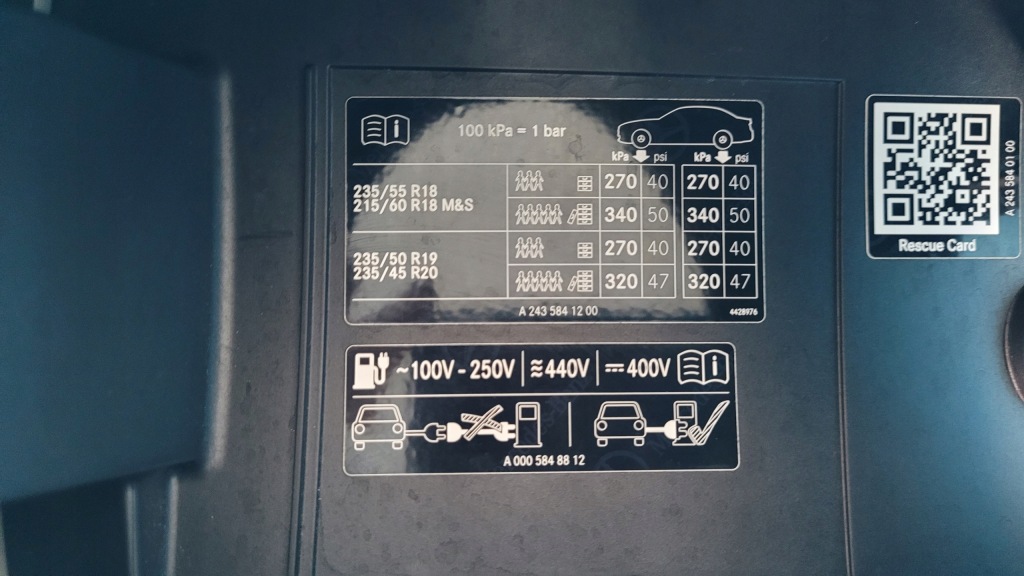 100 kPa = 1 bar
kPa psi kPa psi
235/55 R18
215/60 R18 M&S
270 40 270 40
340 50 340 50
235/50 R19
235/45 R20
270 40 270 40
320 47 320 47
A 243 584 12 00
4428976
~100V - 250V ≂440V ⎓400V
A 000 584 88 12
Rescue Card
A 243 584 01 00